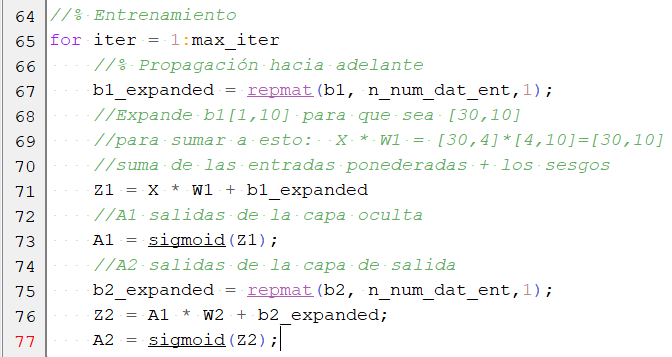 64 //% Entrenamiento
65 for iter = 1:max_iter
66 //% Propagación hacia adelante
67 b1_expanded = repmat(b1, n_num_dat_ent,1);
68 //Expande b1[1,10] para que sea [30,10]
69 //para sumar a esto: X * W1 = [30,4]*[4,10]=[30,10]
70 //suma de las entradas ponederadas + los sesgos
71 Z1 = X * W1 + b1_expanded
72 //A1 salidas de la capa oculta
73 A1 = sigmoid(Z1);
74 //A2 salidas de la capa de salida
75 b2_expanded = repmat(b2, n_num_dat_ent,1);
76 Z2 = A1 * W2 + b2_expanded;
77 A2 = sigmoid(Z2);